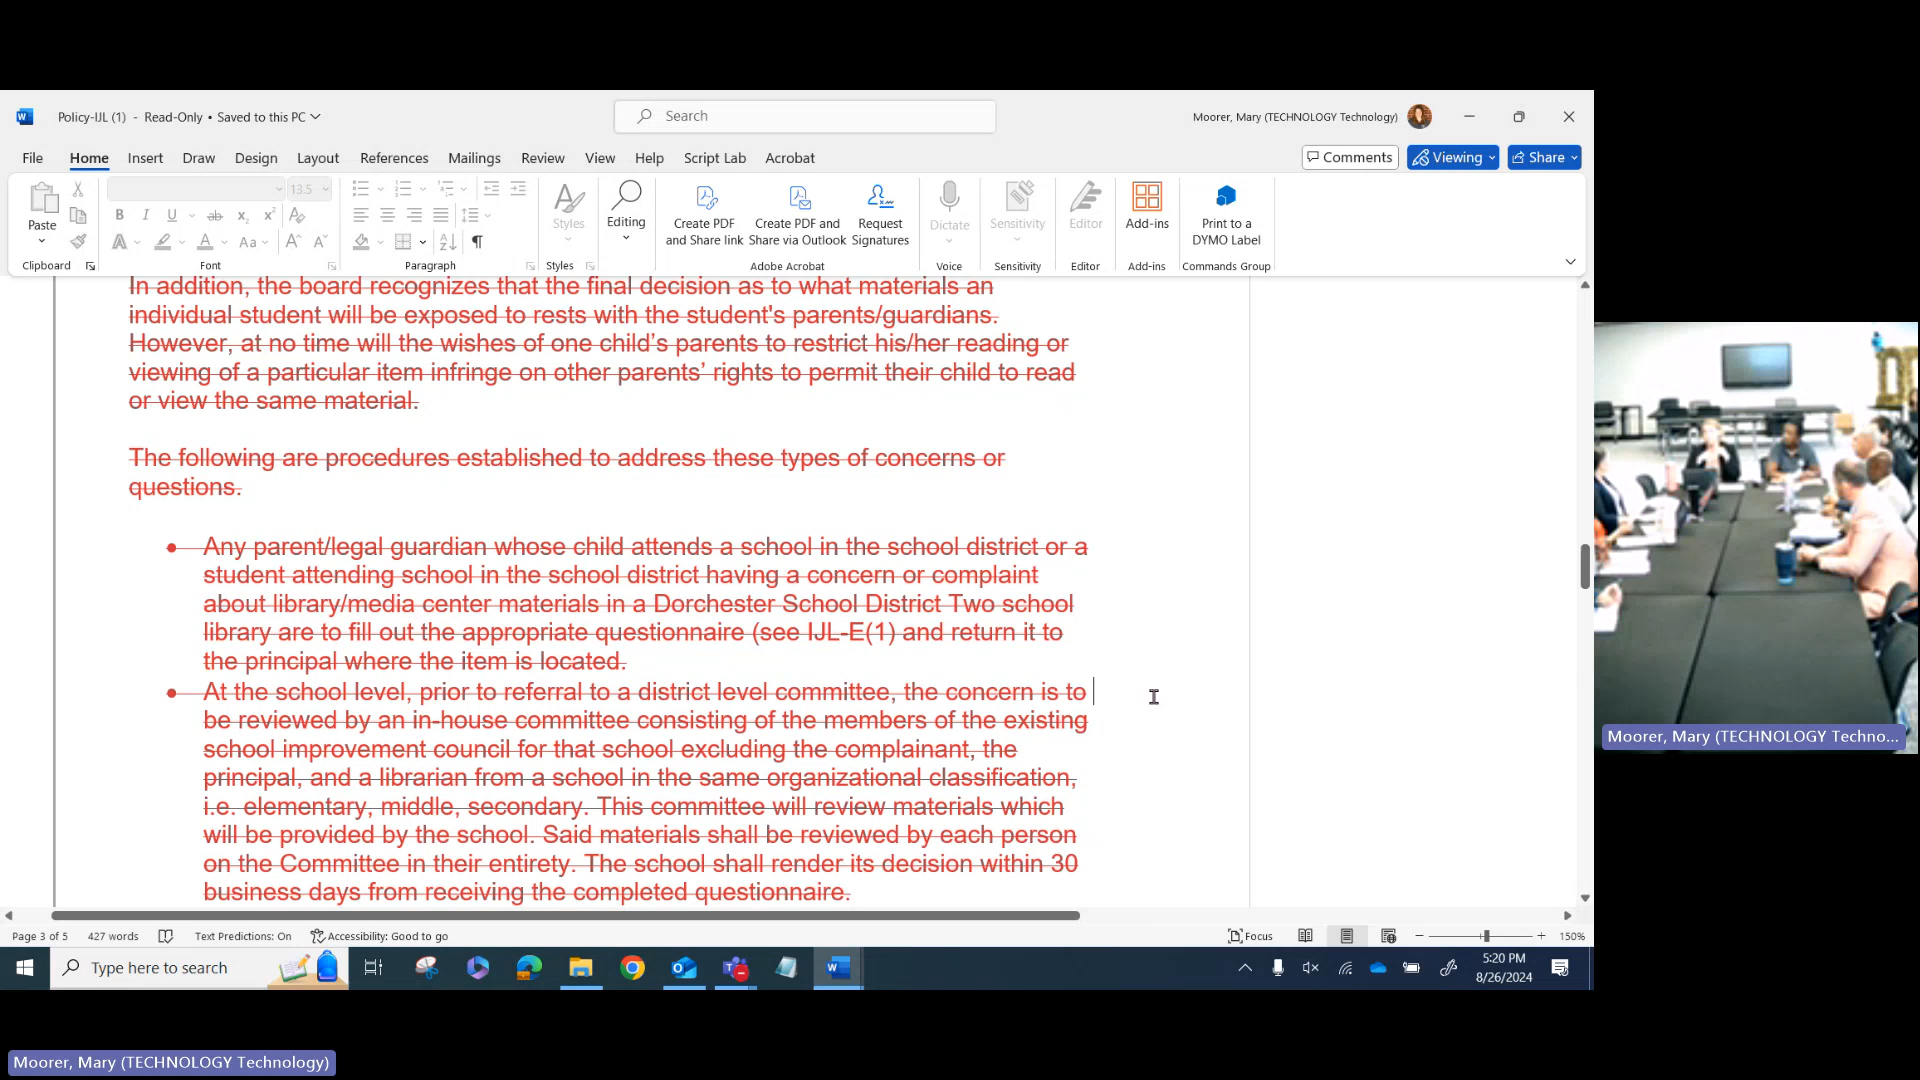 Policy-IJL (1) - Read-Only • Saved to this PC
Search
Moorer, Mary (TECHNOLOGY Technology)
File Home Insert Draw Design Layout References Mailings Review View Help Script Lab Acrobat
Comments Viewing Share
13.5
Paste
B I U ab x₂ x² A
A A Aa A A
Styles
Editing
Create PDF and Share link
Create PDF and Share via Outlook
Request Signatures
Dictate
Sensitivity
Editor
Add-ins
Print to a DYMO Label
Clipboard Font Paragraph Styles Adobe Acrobat Voice Sensitivity Editor Add-ins Commands Group
In addition, the board recognizes that the final decision as to what materials an
individual student will be exposed to rests with the student's parents/guardians.
However, at no time will the wishes of one child’s parents to restrict his/her reading or
viewing of a particular item infringe on other parents’ rights to permit their child to read
or view the same material.
The following are procedures established to address these types of concerns or
questions.
• Any parent/legal guardian whose child attends a school in the school district or a
student attending school in the school district having a concern or complaint
about library/media center materials in a Dorchester School District Two school
library are to fill out the appropriate questionnaire (see IJL-E(1) and return it to
the principal where the item is located.
• At the school level, prior to referral to a district level committee, the concern is to
be reviewed by an in-house committee consisting of the members of the existing
school improvement council for that school excluding the complainant, the
principal, and a librarian from a school in the same organizational classification,
i.e. elementary, middle, secondary. This committee will review materials which
will be provided by the school. Said materials shall be reviewed by each person
on the Committee in their entirety. The school shall render its decision within 30
business days from receiving the completed questionnaire.
Moorer, Mary (TECHNOLOGY Techno...
Page 3 of 5 427 words Text Predictions: On Accessibility: Good to go Focus 150%
Type here to search
5:20 PM
8/26/2024
Moorer, Mary (TECHNOLOGY Technology)